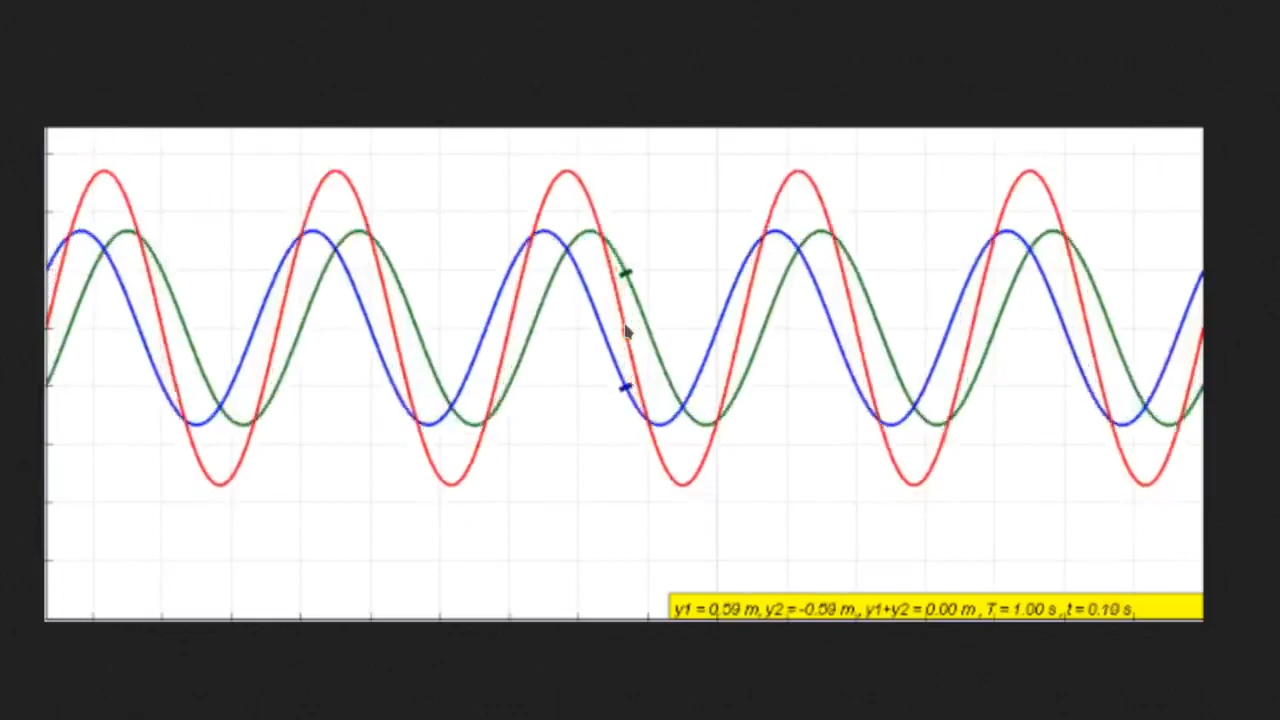 y1 = 0.59 m, y2 = -0.59 m, y1+y2 = 0.00 m , T = 1.00 s , t = 0.10 s,